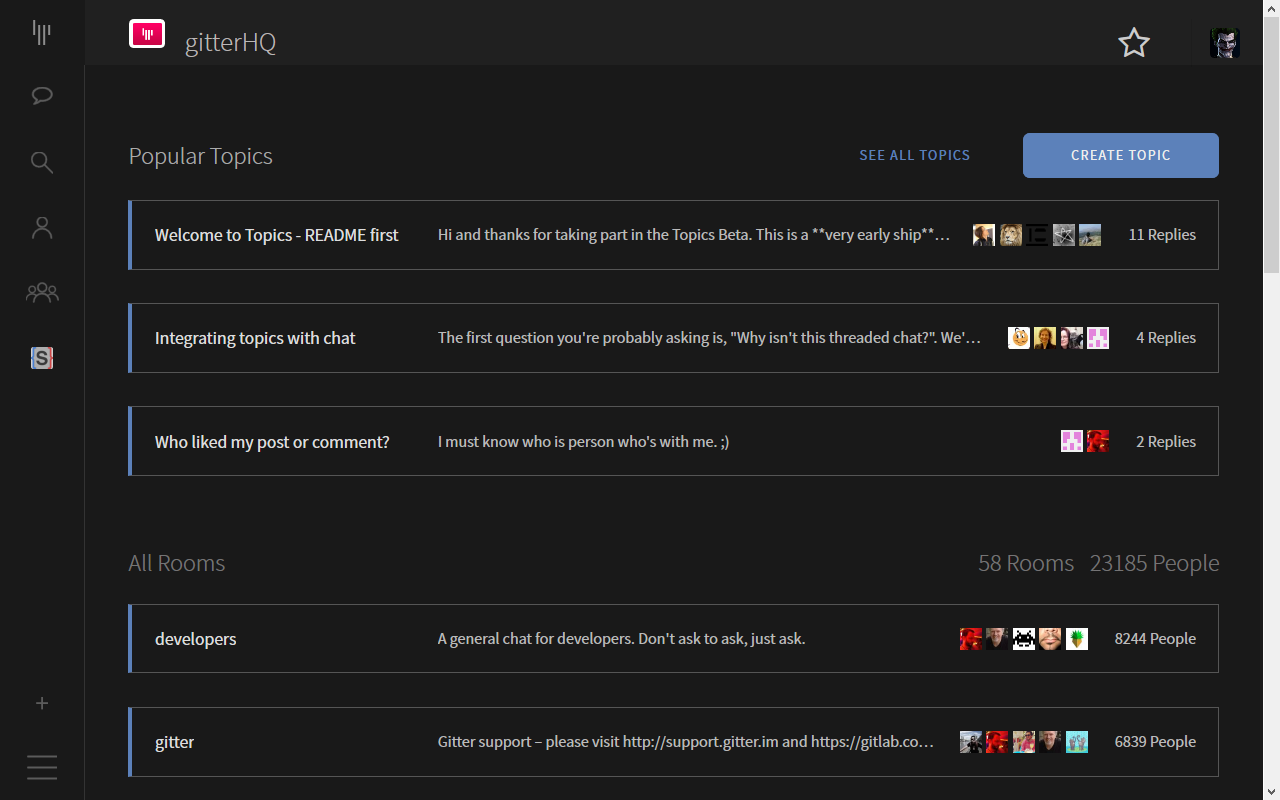 gitterHQ
Popular Topics
SEE ALL TOPICS
CREATE TOPIC
Welcome to Topics - README first
Hi and thanks for taking part in the Topics Beta. This is a **very early ship**…
11 Replies
Integrating topics with chat
The first question you're probably asking is, "Why isn't this threaded chat?". We'…
4 Replies
Who liked my post or comment?
I must know who is person who's with me. ;)
2 Replies
All Rooms
58 Rooms 23185 People
developers
A general chat for developers. Don't ask to ask, just ask.
8244 People
gitter
Gitter support – please visit http://support.gitter.im and https://gitlab.co…
6839 People
S